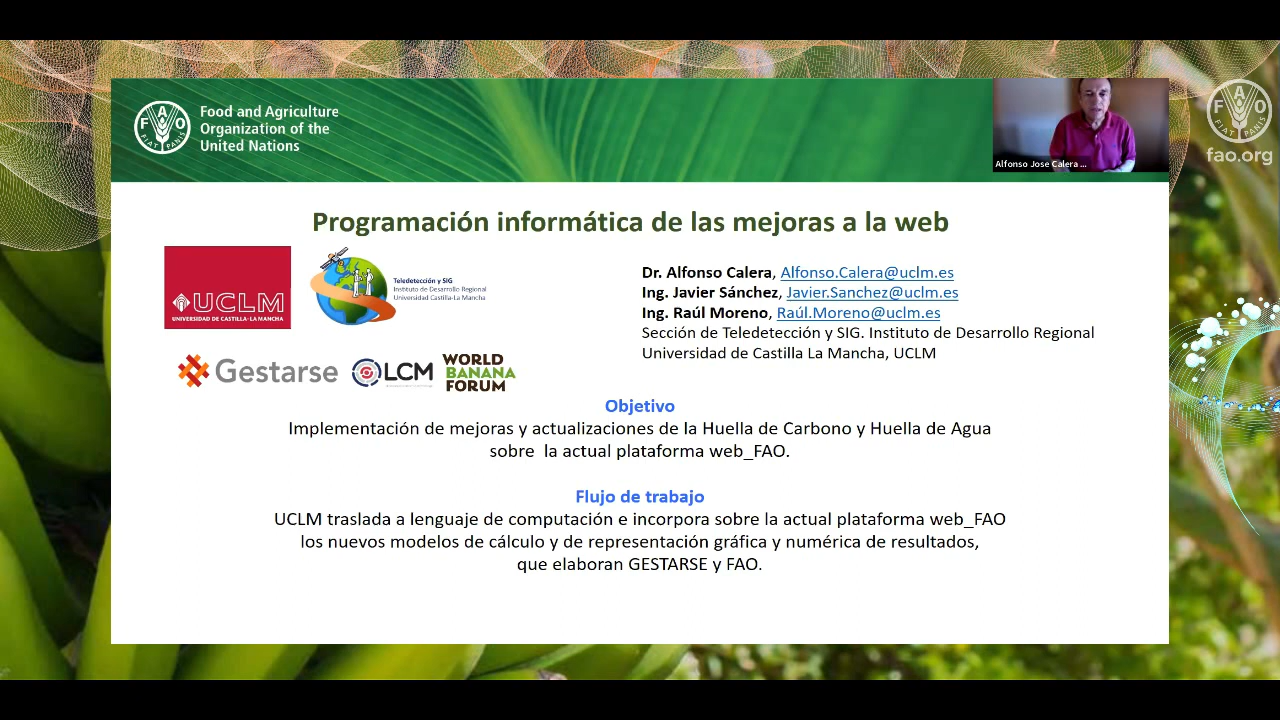 Food and Agriculture
Organization of the
United Nations
FAO
FIAT PANIS
Alfonso Jose Calera ...
FAO
FIAT PANIS
fao.org
Programación informática de las mejoras a la web
UCLM
UNIVERSIDAD DE CASTILLA-LA MANCHA
Teledetección y SIG
Instituto de Desarrollo Regional
Universidad Castilla-La Mancha
Dr. Alfonso Calera, Alfonso.Calera@uclm.es
Ing. Javier Sánchez, Javier.Sanchez@uclm.es
Ing. Raúl Moreno, Raúl.Moreno@uclm.es
Sección de Teledetección y SIG. Instituto de Desarrollo Regional
Universidad de Castilla La Mancha, UCLM
Gestarse
LCM
WORLD
BANANA
FORUM
Objetivo
Implementación de mejoras y actualizaciones de la Huella de Carbono y Huella de Agua
sobre la actual plataforma web_FAO.
Flujo de trabajo
UCLM traslada a lenguaje de computación e incorpora sobre la actual plataforma web_FAO
los nuevos modelos de cálculo y de representación gráfica y numérica de resultados,
que elaboran GESTARSE y FAO.